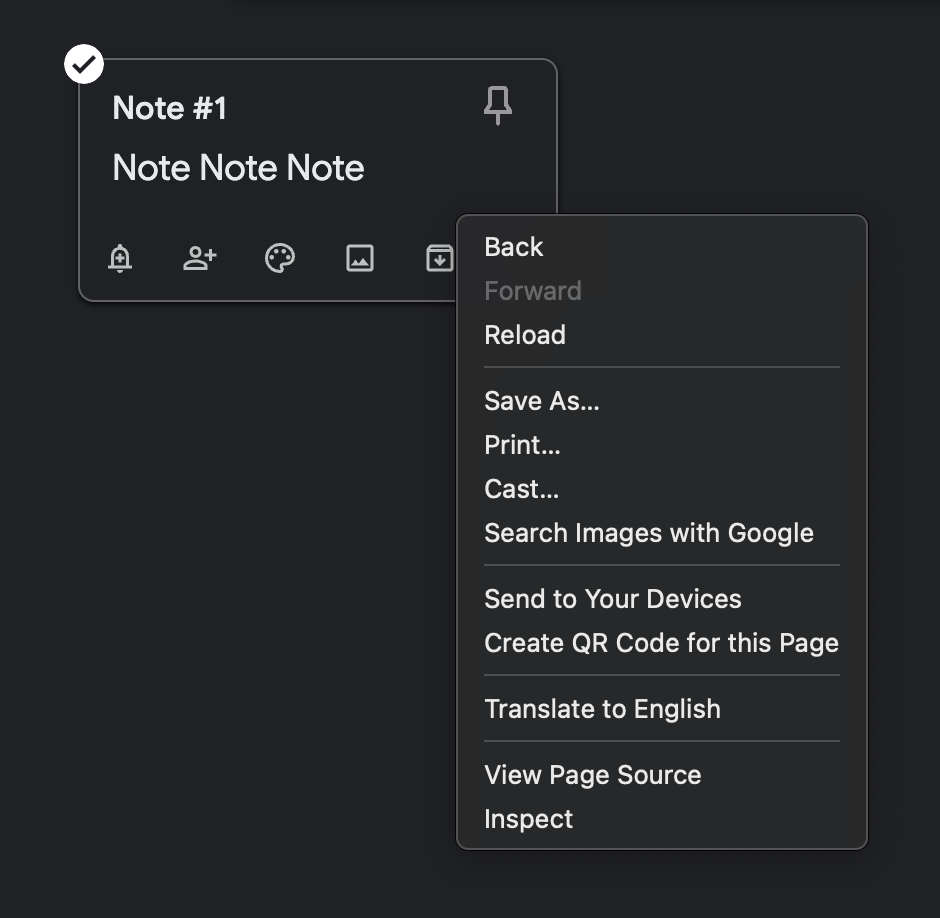 Note #1
Note Note Note
Back
Forward
Reload
Save As...
Print...
Cast...
Search Images with Google
Send to Your Devices
Create QR Code for this Page
Translate to English
View Page Source
Inspect